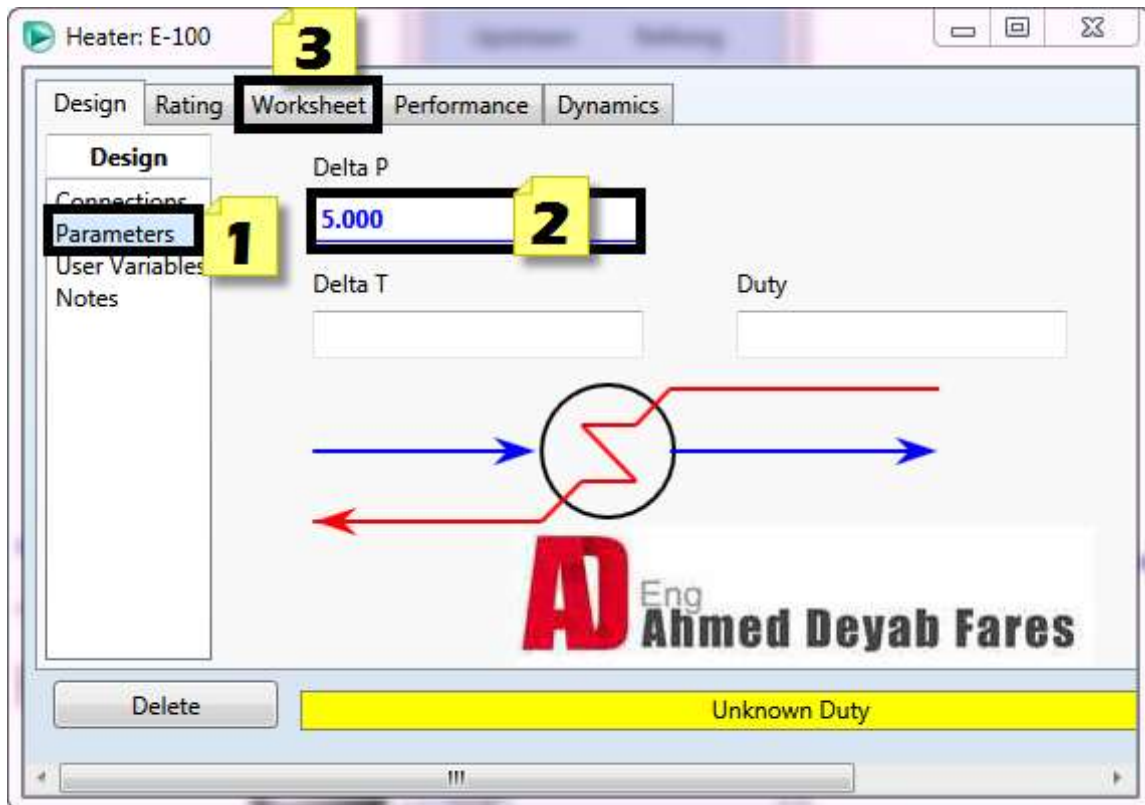 Heater: E-100
3
Design Rating Worksheet Performance Dynamics
Design
Connections
Parameters
User Variables
Notes
1
Delta P
5.000
2
Delta T
Duty
AD
Eng
Ahmed Deyab Fares
Delete
Unknown Duty